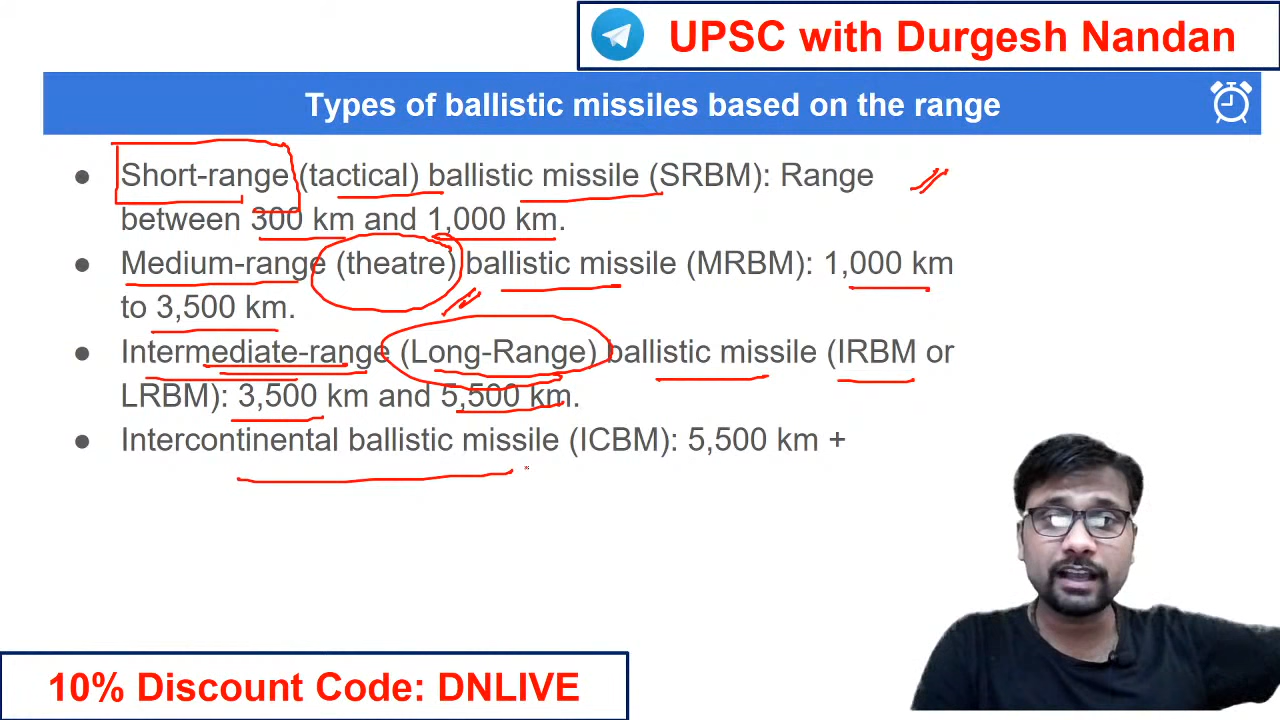 UPSC with Durgesh Nandan
Types of ballistic missiles based on the range
● Short-range (tactical) ballistic missile (SRBM): Range
between 300 km and 1,000 km.
● Medium-range (theatre) ballistic missile (MRBM): 1,000 km
to 3,500 km.
● Intermediate-range (Long-Range) ballistic missile (IRBM or
LRBM): 3,500 km and 5,500 km.
● Intercontinental ballistic missile (ICBM): 5,500 km +
10% Discount Code: DNLIVE